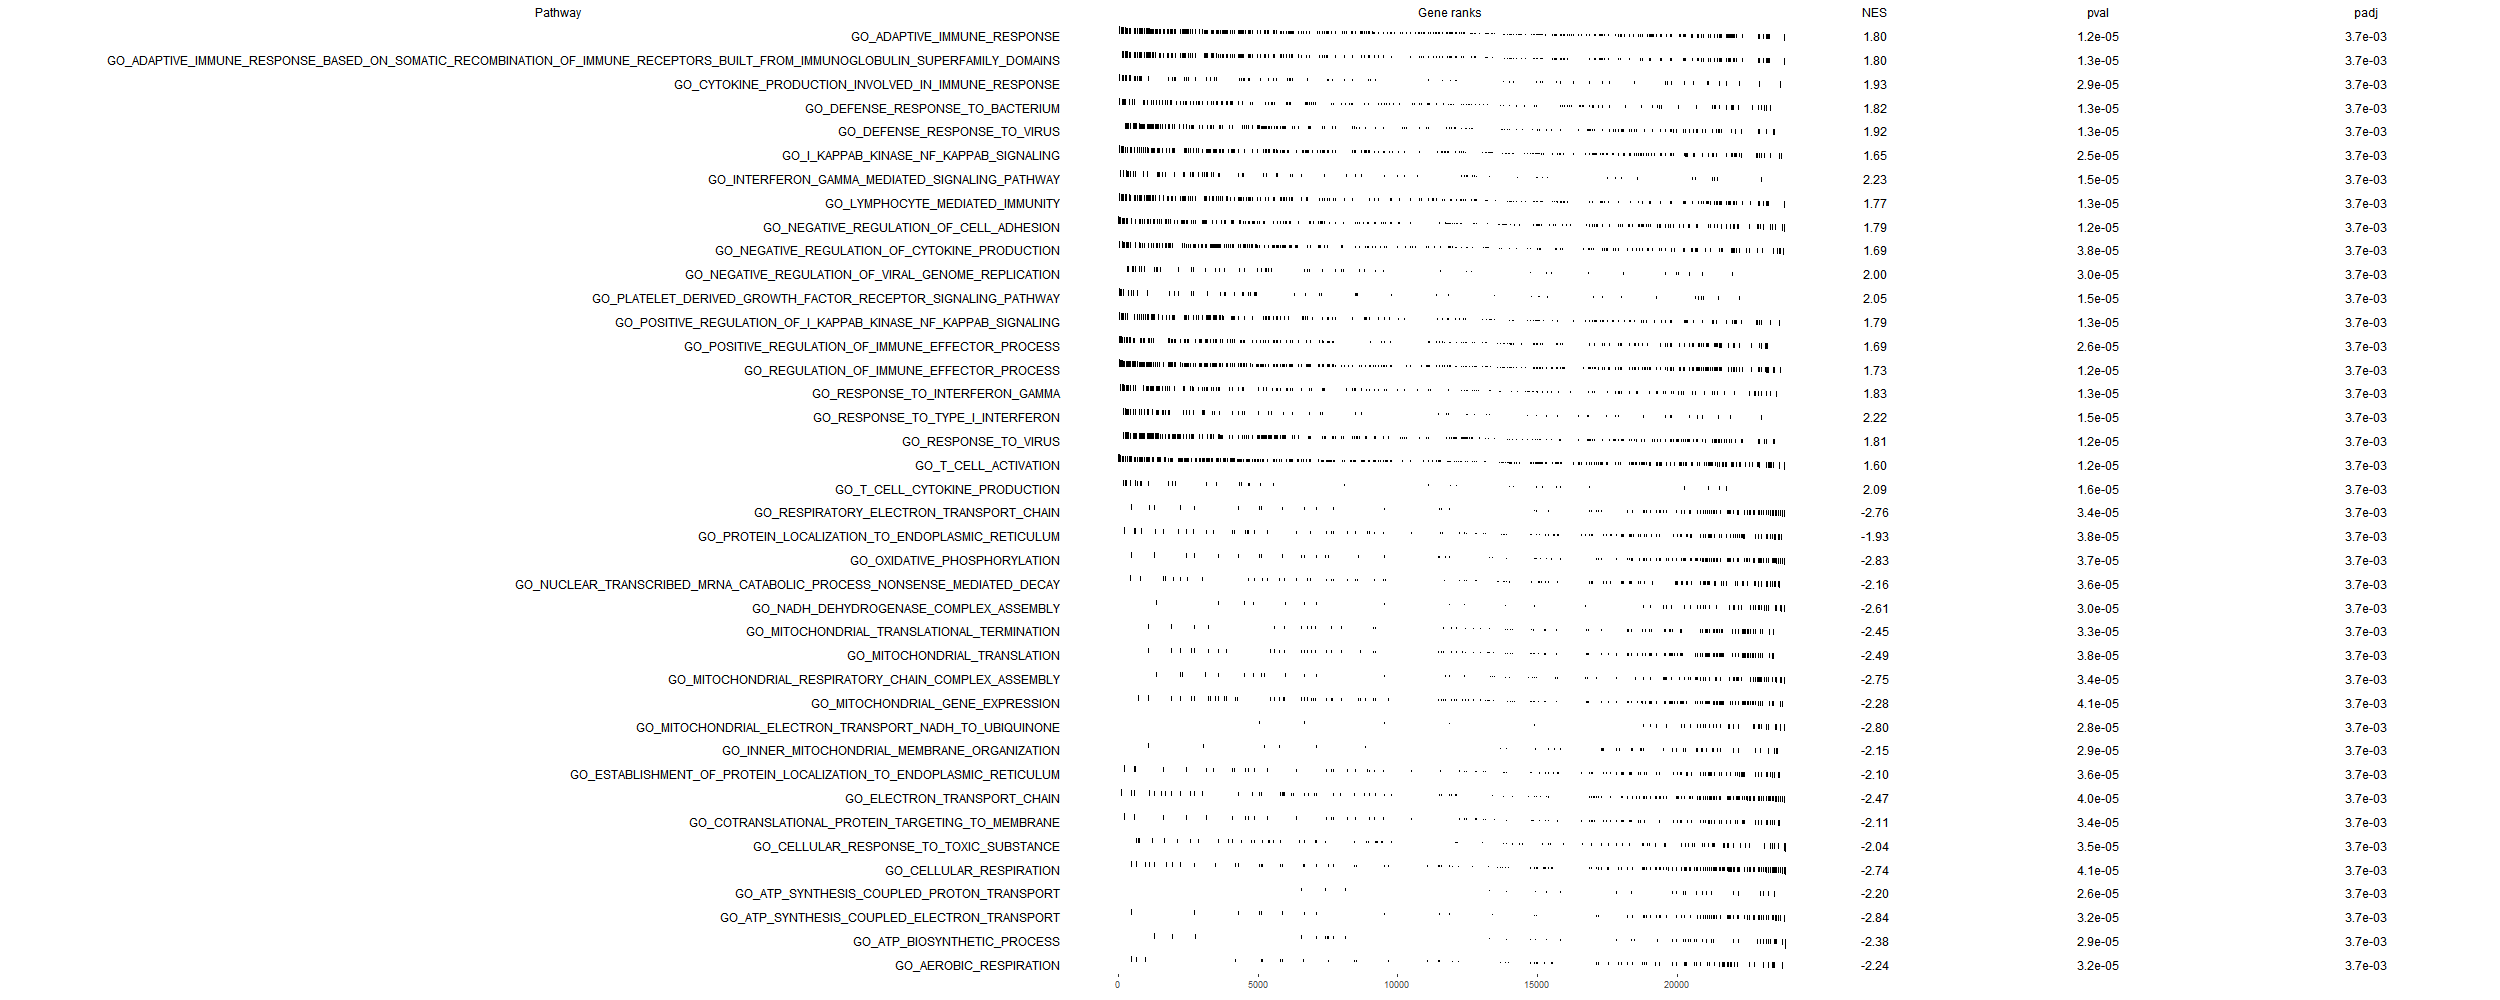 Pathway Gene ranks NES pval padj
GO_ADAPTIVE_IMMUNE_RESPONSE 1.80 1.2e-05 3.7e-03
GO_ADAPTIVE_IMMUNE_RESPONSE_BASED_ON_SOMATIC_RECOMBINATION_OF_IMMUNE_RECEPTORS_BUILT_FROM_IMMUNOGLOBULIN_SUPERFAMILY_DOMAINS 1.80 1.3e-05 3.7e-03
GO_CYTOKINE_PRODUCTION_INVOLVED_IN_IMMUNE_RESPONSE 1.93 2.9e-05 3.7e-03
GO_DEFENSE_RESPONSE_TO_BACTERIUM 1.82 1.3e-05 3.7e-03
GO_DEFENSE_RESPONSE_TO_VIRUS 1.92 1.3e-05 3.7e-03
GO_I_KAPPAB_KINASE_NF_KAPPAB_SIGNALING 1.65 2.5e-05 3.7e-03
GO_INTERFERON_GAMMA_MEDIATED_SIGNALING_PATHWAY 2.23 1.5e-05 3.7e-03
GO_LYMPHOCYTE_MEDIATED_IMMUNITY 1.77 1.3e-05 3.7e-03
GO_NEGATIVE_REGULATION_OF_CELL_ADHESION 1.79 1.2e-05 3.7e-03
GO_NEGATIVE_REGULATION_OF_CYTOKINE_PRODUCTION 1.69 3.8e-05 3.7e-03
GO_NEGATIVE_REGULATION_OF_VIRAL_GENOME_REPLICATION 2.00 3.0e-05 3.7e-03
GO_PLATELET_DERIVED_GROWTH_FACTOR_RECEPTOR_SIGNALING_PATHWAY 2.05 1.5e-05 3.7e-03
GO_POSITIVE_REGULATION_OF_I_KAPPAB_KINASE_NF_KAPPAB_SIGNALING 1.79 1.3e-05 3.7e-03
GO_POSITIVE_REGULATION_OF_IMMUNE_EFFECTOR_PROCESS 1.69 2.6e-05 3.7e-03
GO_REGULATION_OF_IMMUNE_EFFECTOR_PROCESS 1.73 1.2e-05 3.7e-03
GO_RESPONSE_TO_INTERFERON_GAMMA 1.83 1.3e-05 3.7e-03
GO_RESPONSE_TO_TYPE_I_INTERFERON 2.22 1.5e-05 3.7e-03
GO_RESPONSE_TO_VIRUS 1.81 1.2e-05 3.7e-03
GO_T_CELL_ACTIVATION 1.60 1.2e-05 3.7e-03
GO_T_CELL_CYTOKINE_PRODUCTION 2.09 1.6e-05 3.7e-03
GO_RESPIRATORY_ELECTRON_TRANSPORT_CHAIN -2.76 3.4e-05 3.7e-03
GO_PROTEIN_LOCALIZATION_TO_ENDOPLASMIC_RETICULUM -1.93 3.8e-05 3.7e-03
GO_OXIDATIVE_PHOSPHORYLATION -2.83 3.7e-05 3.7e-03
GO_NUCLEAR_TRANSCRIBED_MRNA_CATABOLIC_PROCESS_NONSENSE_MEDIATED_DECAY -2.16 3.6e-05 3.7e-03
GO_NADH_DEHYDROGENASE_COMPLEX_ASSEMBLY -2.61 3.0e-05 3.7e-03
GO_MITOCHONDRIAL_TRANSLATIONAL_TERMINATION -2.45 3.3e-05 3.7e-03
GO_MITOCHONDRIAL_TRANSLATION -2.49 3.8e-05 3.7e-03
GO_MITOCHONDRIAL_RESPIRATORY_CHAIN_COMPLEX_ASSEMBLY -2.75 3.4e-05 3.7e-03
GO_MITOCHONDRIAL_GENE_EXPRESSION -2.28 4.1e-05 3.7e-03
GO_MITOCHONDRIAL_ELECTRON_TRANSPORT_NADH_TO_UBIQUINONE -2.80 2.8e-05 3.7e-03
GO_INNER_MITOCHONDRIAL_MEMBRANE_ORGANIZATION -2.15 2.9e-05 3.7e-03
GO_ESTABLISHMENT_OF_PROTEIN_LOCALIZATION_TO_ENDOPLASMIC_RETICULUM -2.10 3.6e-05 3.7e-03
GO_ELECTRON_TRANSPORT_CHAIN -2.47 4.0e-05 3.7e-03
GO_COTRANSLATIONAL_PROTEIN_TARGETING_TO_MEMBRANE -2.11 3.4e-05 3.7e-03
GO_CELLULAR_RESPONSE_TO_TOXIC_SUBSTANCE -2.04 3.5e-05 3.7e-03
GO_CELLULAR_RESPIRATION -2.74 4.1e-05 3.7e-03
GO_ATP_SYNTHESIS_COUPLED_PROTON_TRANSPORT -2.20 2.6e-05 3.7e-03
GO_ATP_SYNTHESIS_COUPLED_ELECTRON_TRANSPORT -2.84 3.2e-05 3.7e-03
GO_ATP_BIOSYNTHETIC_PROCESS -2.38 2.9e-05 3.7e-03
GO_AEROBIC_RESPIRATION -2.24 3.2e-05 3.7e-03
0 5000 10000 15000 20000